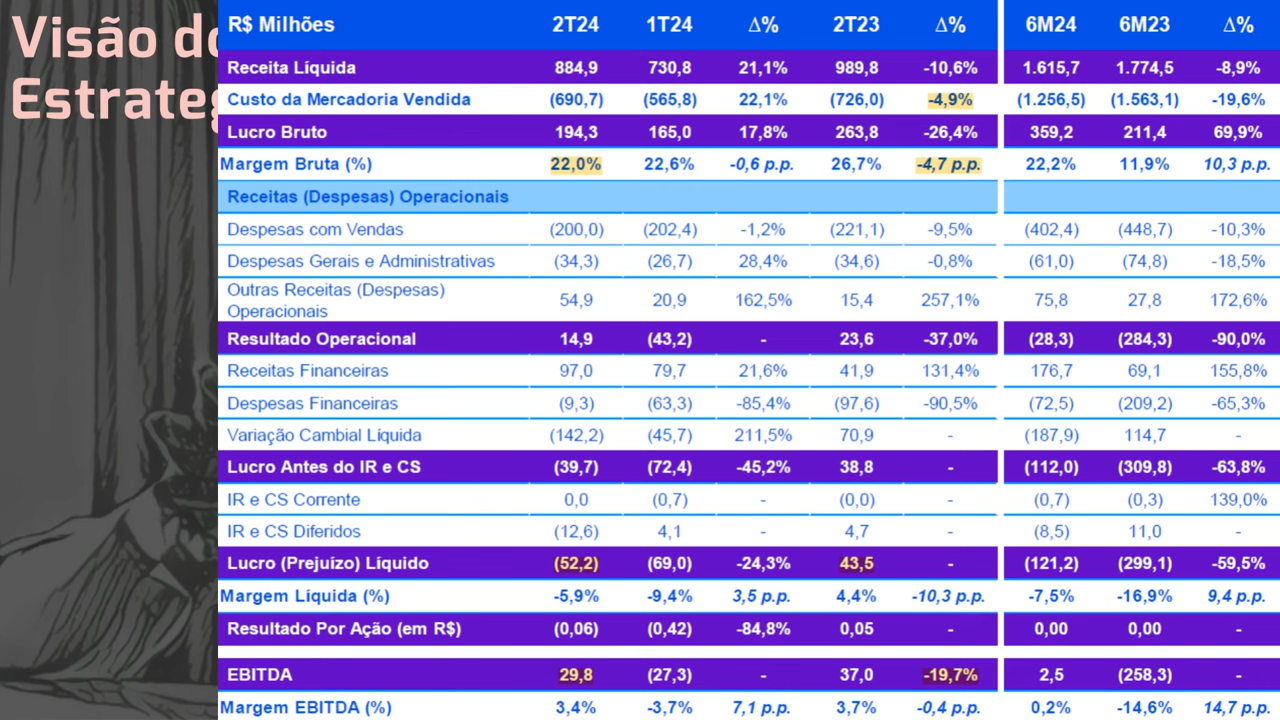 Visão do
Estrateg
R$ Milhões 2T24 1T24 Δ% 2T23 Δ% 6M24 6M23 Δ%
Receita Líquida 884,9 730,8 21,1% 989,8 -10,6% 1.615,7 1.774,5 -8,9%
Custo da Mercadoria Vendida (690,7) (565,8) 22,1% (726,0) -4,9% (1.256,5) (1.563,1) -19,6%
Lucro Bruto 194,3 165,0 17,8% 263,8 -26,4% 359,2 211,4 69,9%
Margem Bruta (%) 22,0% 22,6% -0,6 p.p. 26,7% -4,7 p.p. 22,2% 11,9% 10,3 p.p.
Receitas (Despesas) Operacionais
Despesas com Vendas (200,0) (202,4) -1,2% (221,1) -9,5% (402,4) (448,7) -10,3%
Despesas Gerais e Administrativas (34,3) (26,7) 28,4% (34,6) -0,8% (61,0) (74,8) -18,5%
Outras Receitas (Despesas)
Operacionais 54,9 20,9 162,5% 15,4 257,1% 75,8 27,8 172,6%
Resultado Operacional 14,9 (43,2) - 23,6 -37,0% (28,3) (284,3) -90,0%
Receitas Financeiras 97,0 79,7 21,6% 41,9 131,4% 176,7 69,1 155,8%
Despesas Financeiras (9,3) (63,3) -85,4% (97,6) -90,5% (72,5) (209,2) -65,3%
Variação Cambial Líquida (142,2) (45,7) 211,5% 70,9 - (187,9) 114,7 -
Lucro Antes do IR e CS (39,7) (72,4) -45,2% 38,8 - (112,0) (309,8) -63,8%
IR e CS Corrente 0,0 (0,7) - (0,0) - (0,7) (0,3) 139,0%
IR e CS Diferidos (12,6) 4,1 - 4,7 - (8,5) 11,0 -
Lucro (Prejuízo) Líquido (52,2) (69,0) -24,3% 43,5 - (121,2) (299,1) -59,5%
Margem Líquida (%) -5,9% -9,4% 3,5 p.p. 4,4% -10,3 p.p. -7,5% -16,9% 9,4 p.p.
Resultado Por Ação (em R$) (0,06) (0,42) -84,8% 0,05 - 0,00 0,00 -
EBITDA 29,8 (27,3) - 37,0 -19,7% 2,5 (258,3) -
Margem EBITDA (%) 3,4% -3,7% 7,1 p.p. 3,7% -0,4 p.p. 0,2% -14,6% 14,7 p.p.